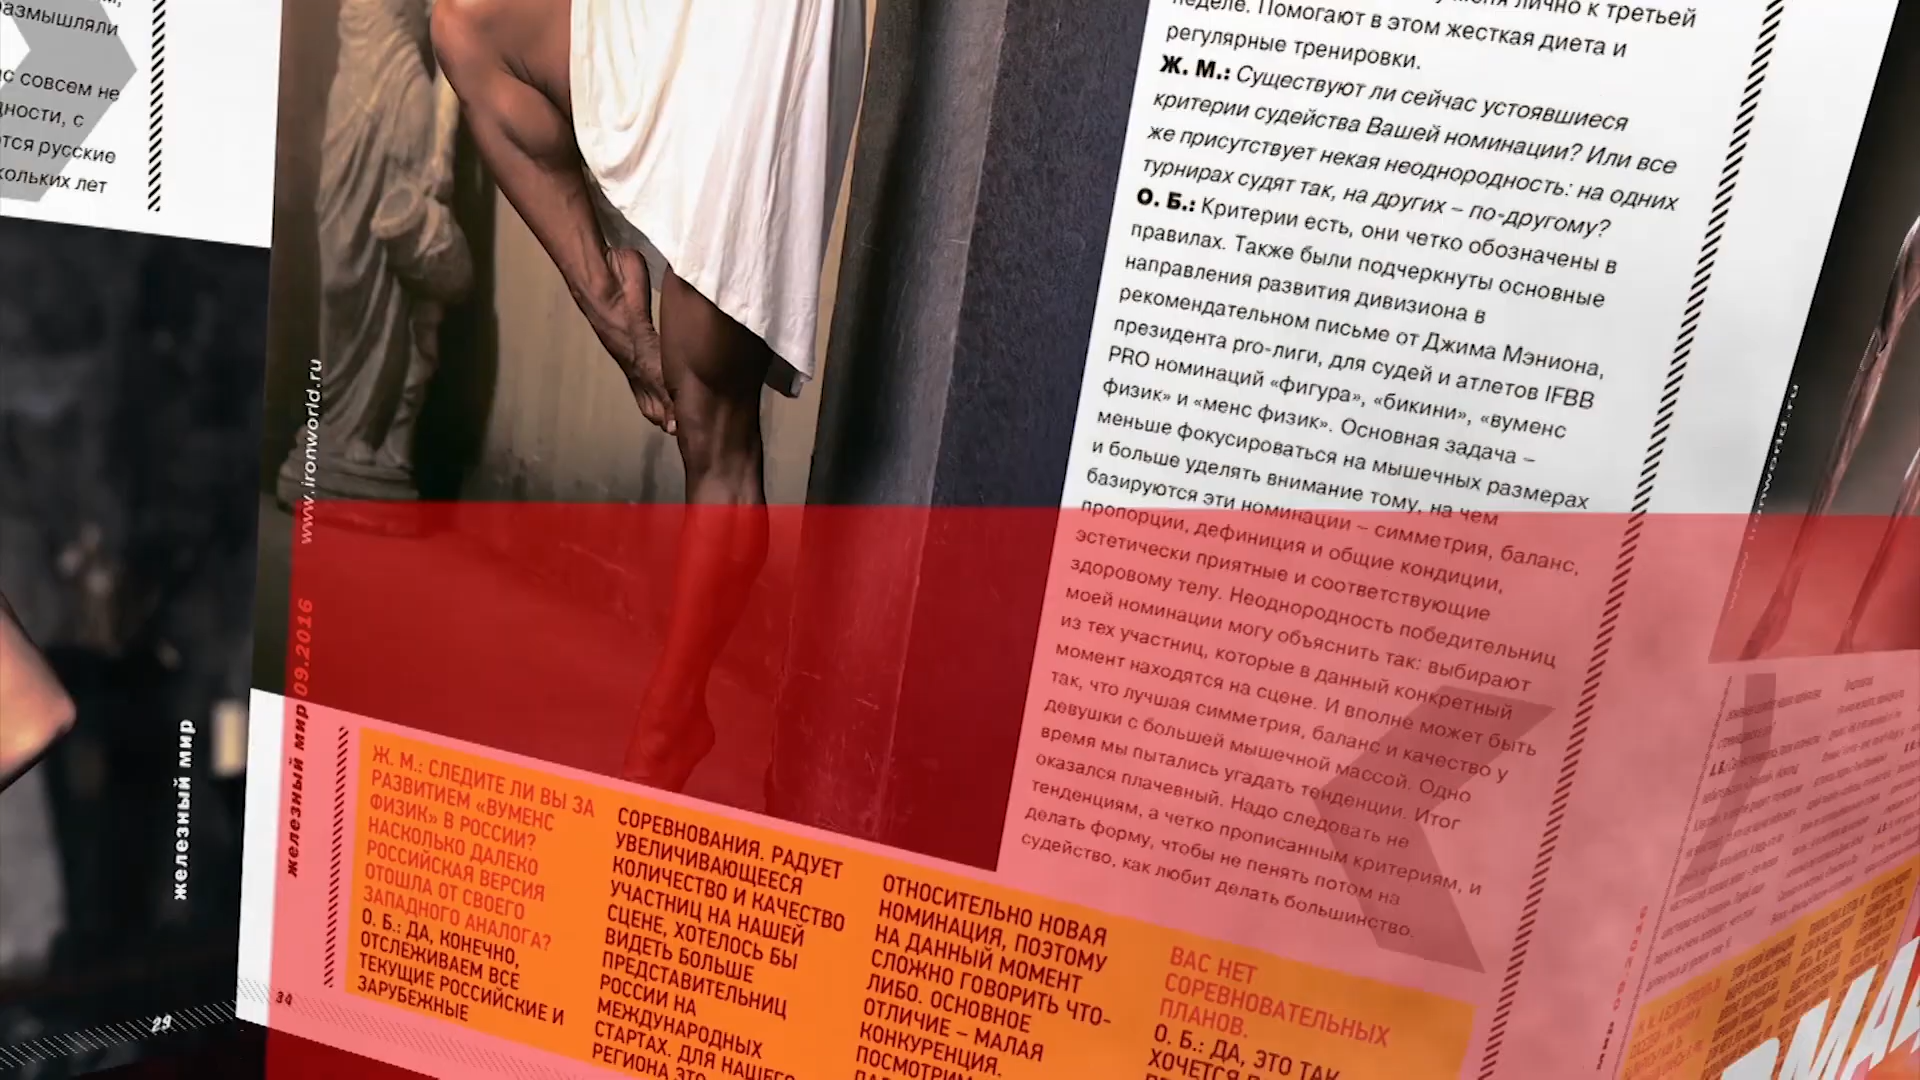 размышляли
с совсем не
ности, с
тся русские
кольких лет
железный мир
29
www.ironworld.ru
железный мир 09.2016
34
лично к третьей
неделе. Помогают в этом жесткая диета и
регулярные тренировки.
Ж. М.: Существуют ли сейчас устоявшиеся
критерии судейства Вашей номинации? Или все
же присутствует некая неоднородность: на одних
турнирах судят так, на других – по-другому?
О. Б.: Критерии есть, они четко обозначены в
правилах. Также были подчеркнуты основные
направления развития дивизиона в
рекомендательном письме от Джима Мэниона,
президента pro-лиги, для судей и атлетов IFBB
PRO номинаций «фигура», «бикини», «вуменс
физик» и «менс физик». Основная задача –
меньше фокусироваться на мышечных размерах
и больше уделять внимание тому, на чем
базируются эти номинации – симметрия, баланс,
пропорции, дефиниция и общие кондиции,
эстетически приятные и соответствующие
здоровому телу. Неоднородность победительниц
моей номинации могу объяснить так: выбирают
из тех участниц, которые в данный конкретный
момент находятся на сцене. И вполне может быть
так, что лучшая симметрия, баланс и качество у
девушки с большей мышечной массой. Одно
время мы пытались угадать тенденции. Итог
оказался плачевный. Надо следовать не
тенденциям, а четко прописанным критериям, и
делать форму, чтобы не пенять потом на
судейство, как любит делать большинство.
Ж. М.: СЛЕДИТЕ ЛИ ВЫ ЗА
РАЗВИТИЕМ «ВУМЕНС
ФИЗИК» В РОССИИ?
НАСКОЛЬКО ДАЛЕКО
РОССИЙСКАЯ ВЕРСИЯ
ОТОШЛА ОТ СВОЕГО
ЗАПАДНОГО АНАЛОГА?
О. Б.: ДА, КОНЕЧНО,
ОТСЛЕЖИВАЕМ ВСЕ
ТЕКУЩИЕ РОССИЙСКИЕ И
ЗАРУБЕЖНЫЕ
СОРЕВНОВАНИЯ. РАДУЕТ
УВЕЛИЧИВАЮЩЕЕСЯ
КОЛИЧЕСТВО И КАЧЕСТВО
УЧАСТНИЦ НА НАШЕЙ
СЦЕНЕ, ХОТЕЛОСЬ БЫ
ВИДЕТЬ БОЛЬШЕ
ПРЕДСТАВИТЕЛЬНИЦ
РОССИИ НА
МЕЖДУНАРОДНЫХ
СТАРТАХ. ДЛЯ НАШЕГО
РЕГИОНА ЭТО
ОТНОСИТЕЛЬНО НОВАЯ
НОМИНАЦИЯ, ПОЭТОМУ
НА ДАННЫЙ МОМЕНТ
СЛОЖНО ГОВОРИТЬ ЧТО-
ЛИБО. ОСНОВНОЕ
ОТЛИЧИЕ – МАЛАЯ
КОНКУРЕНЦИЯ.
ПОСМОТРИМ
ВАС НЕТ
СОРЕВНОВАТЕЛЬНЫХ
ПЛАНОВ.
О. Б.: ДА, ЭТО ТАК
ХОЧЕТСЯ